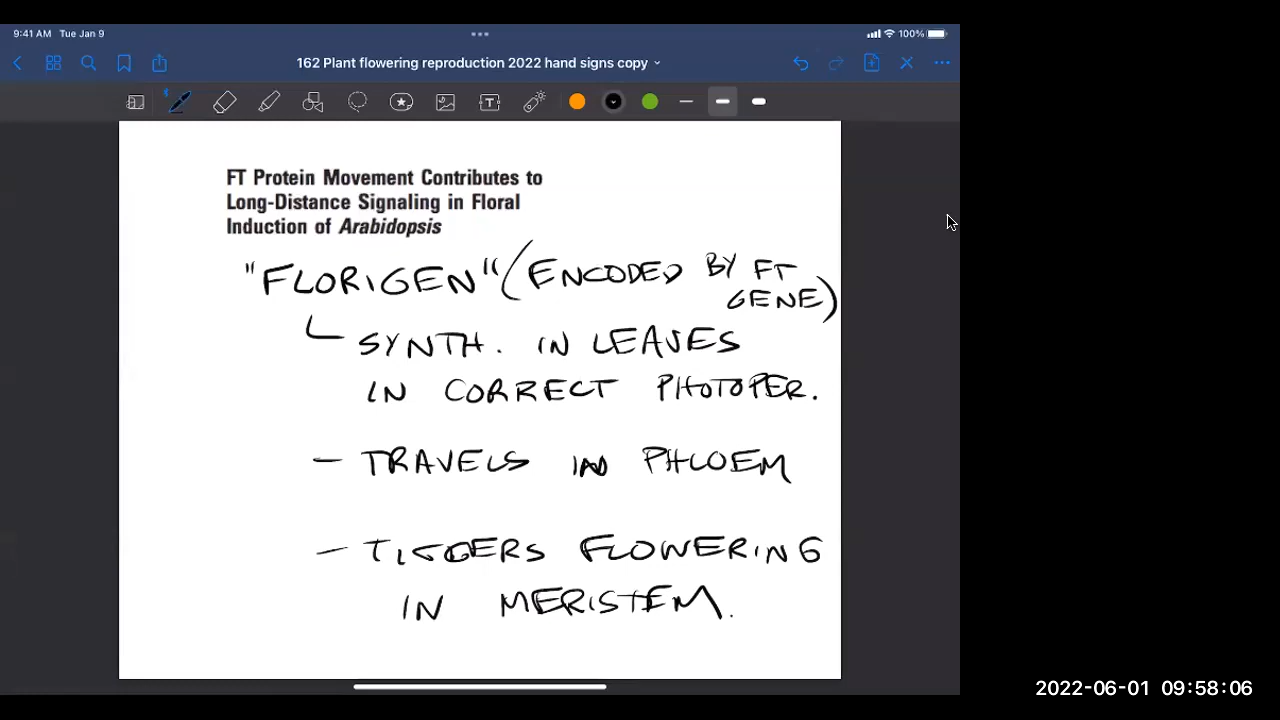 9:41 AM Tue Jan 9
100%
162 Plant flowering reproduction 2022 hand signs copy
FT Protein Movement Contributes to
Long-Distance Signaling in Floral
Induction of Arabidopsis
"FLORIGEN" (ENCODED BY FT
GENE)
SYNTH. IN LEAVES
IN CORRECT PHOTOPER.
- TRAVELS IN PHLOEM
- TIGGERS FLOWERING
IN MERISTEM.
2022-06-01 09:58:06